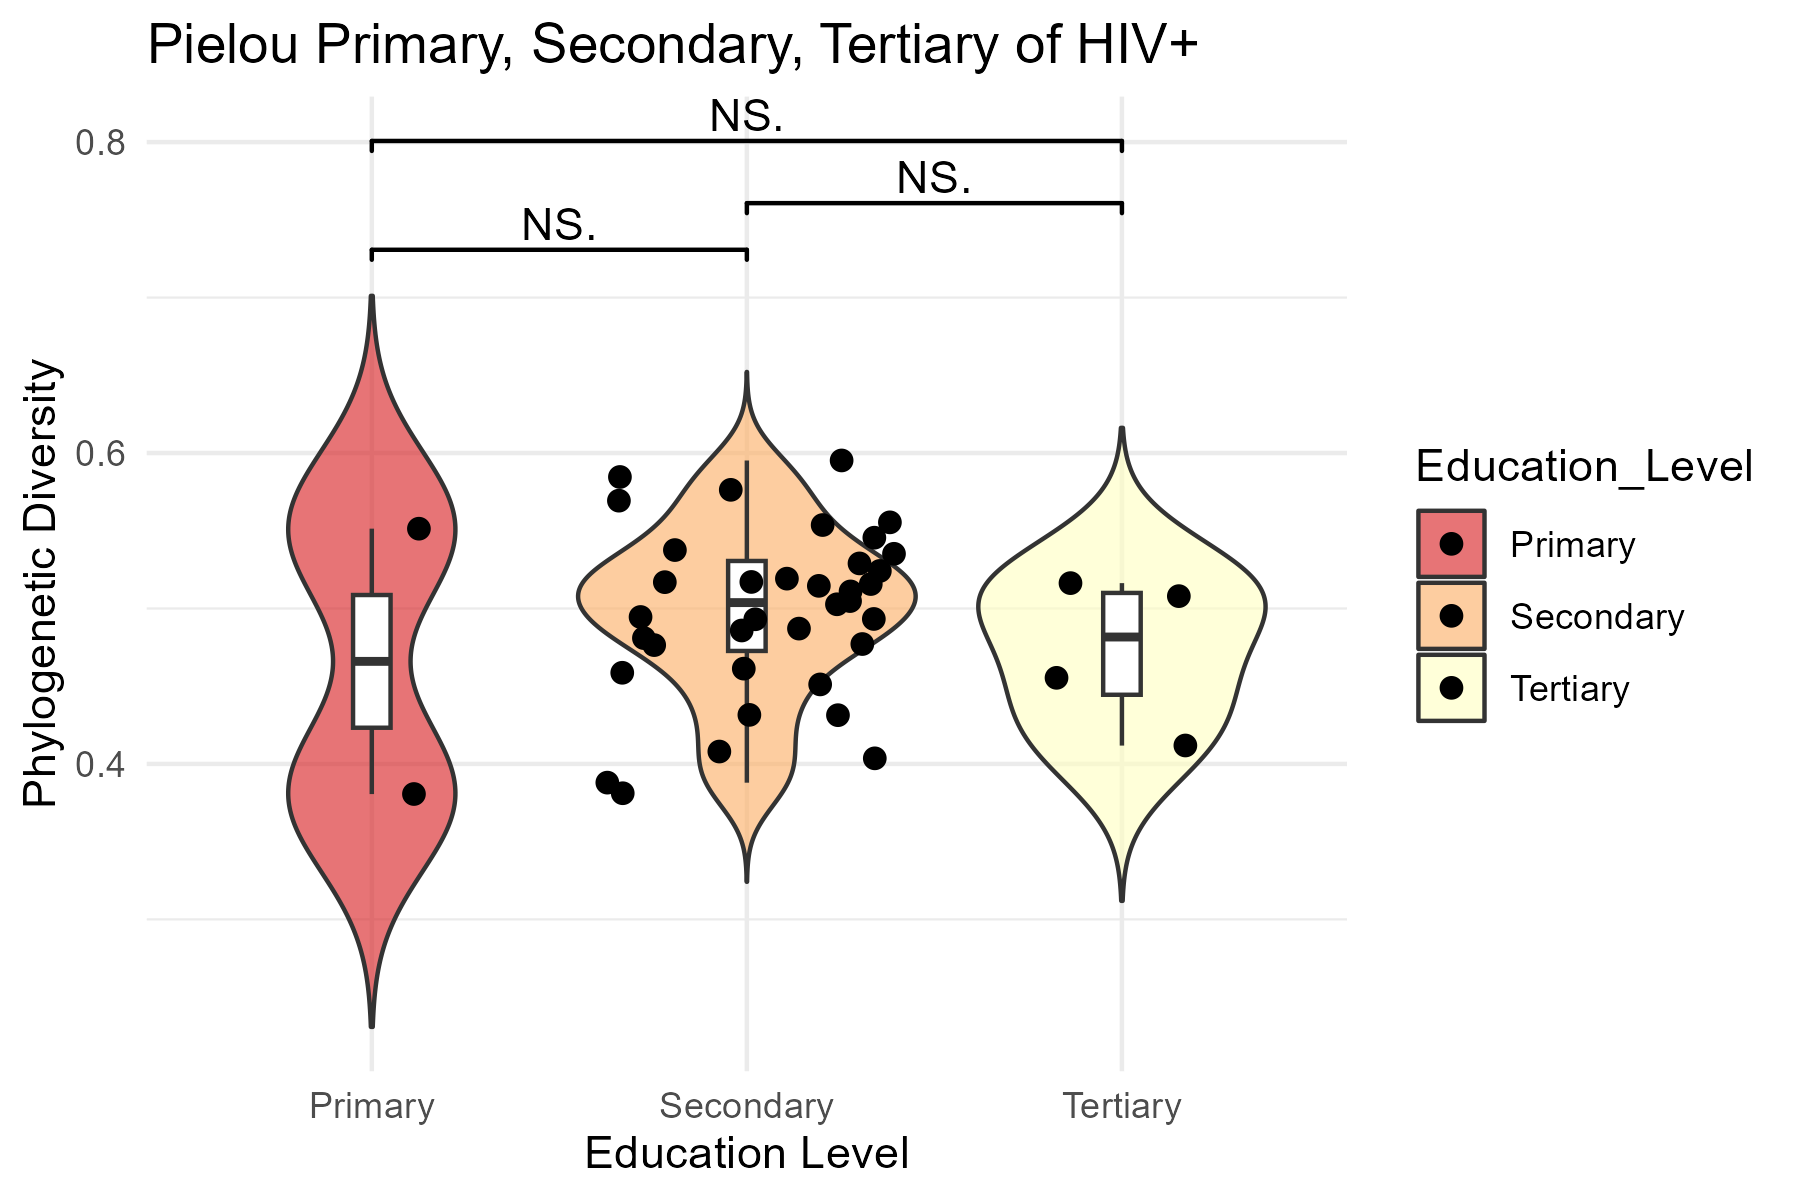 Pielou Primary, Secondary, Tertiary of HIV+
NS.
NS.
NS.
0.8
0.6
0.4
Phylogenetic Diversity
Primary
Secondary
Tertiary
Education Level
Education_Level
Primary
Secondary
Tertiary